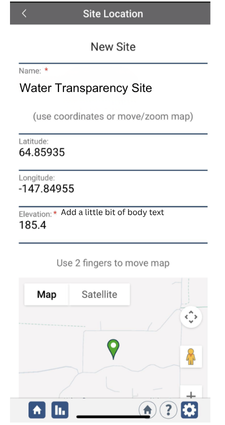 Site Location
New Site
Name: *
Water Transparency Site
(use coordinates or move/zoom map)
Latitude:
64.85935
Longitude:
-147.84955
Elevation: * Add a little bit of body text
185.4
Use 2 fingers to move map
Map Satellite
+
?